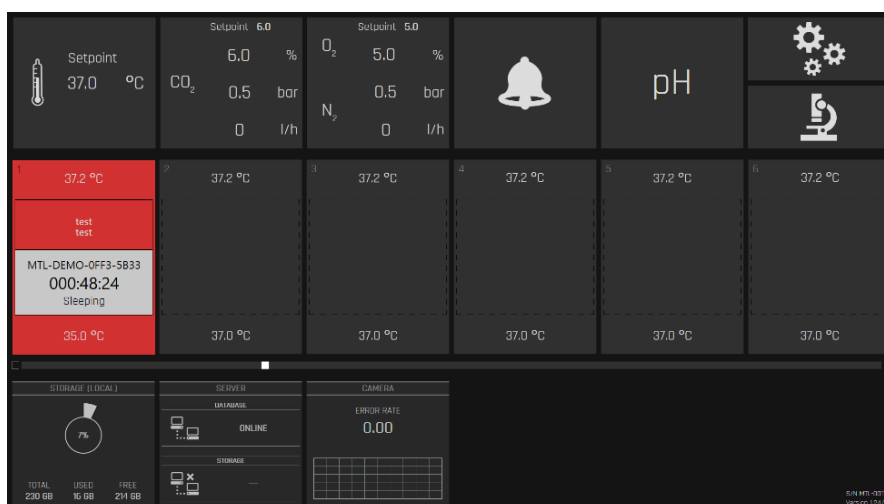 Setpoint
37.0 °C
Setpoint 6.0
CO2
6.0 %
0.5 bar
0 l/h
Setpoint 5.0
O2
5.0 %
0.5 bar
N2
0 l/h
pH
1
37.2 °C
test
test
MTL-DEMO-0FF3-5B33
000:48:24
Sleeping
35.0 °C
2
37.2 °C
37.0 °C
3
37.2 °C
37.0 °C
4
37.2 °C
37.0 °C
5
37.2 °C
37.0 °C
6
37.2 °C
37.0 °C
STORAGE (LOCAL)
7%
TOTAL USED FREE
230 GB 16 GB 214 GB
SERVER
DATABASE
ONLINE
STORAGE
---
CAMERA
ERROR RATE
0.00
S/N MTL-
Version